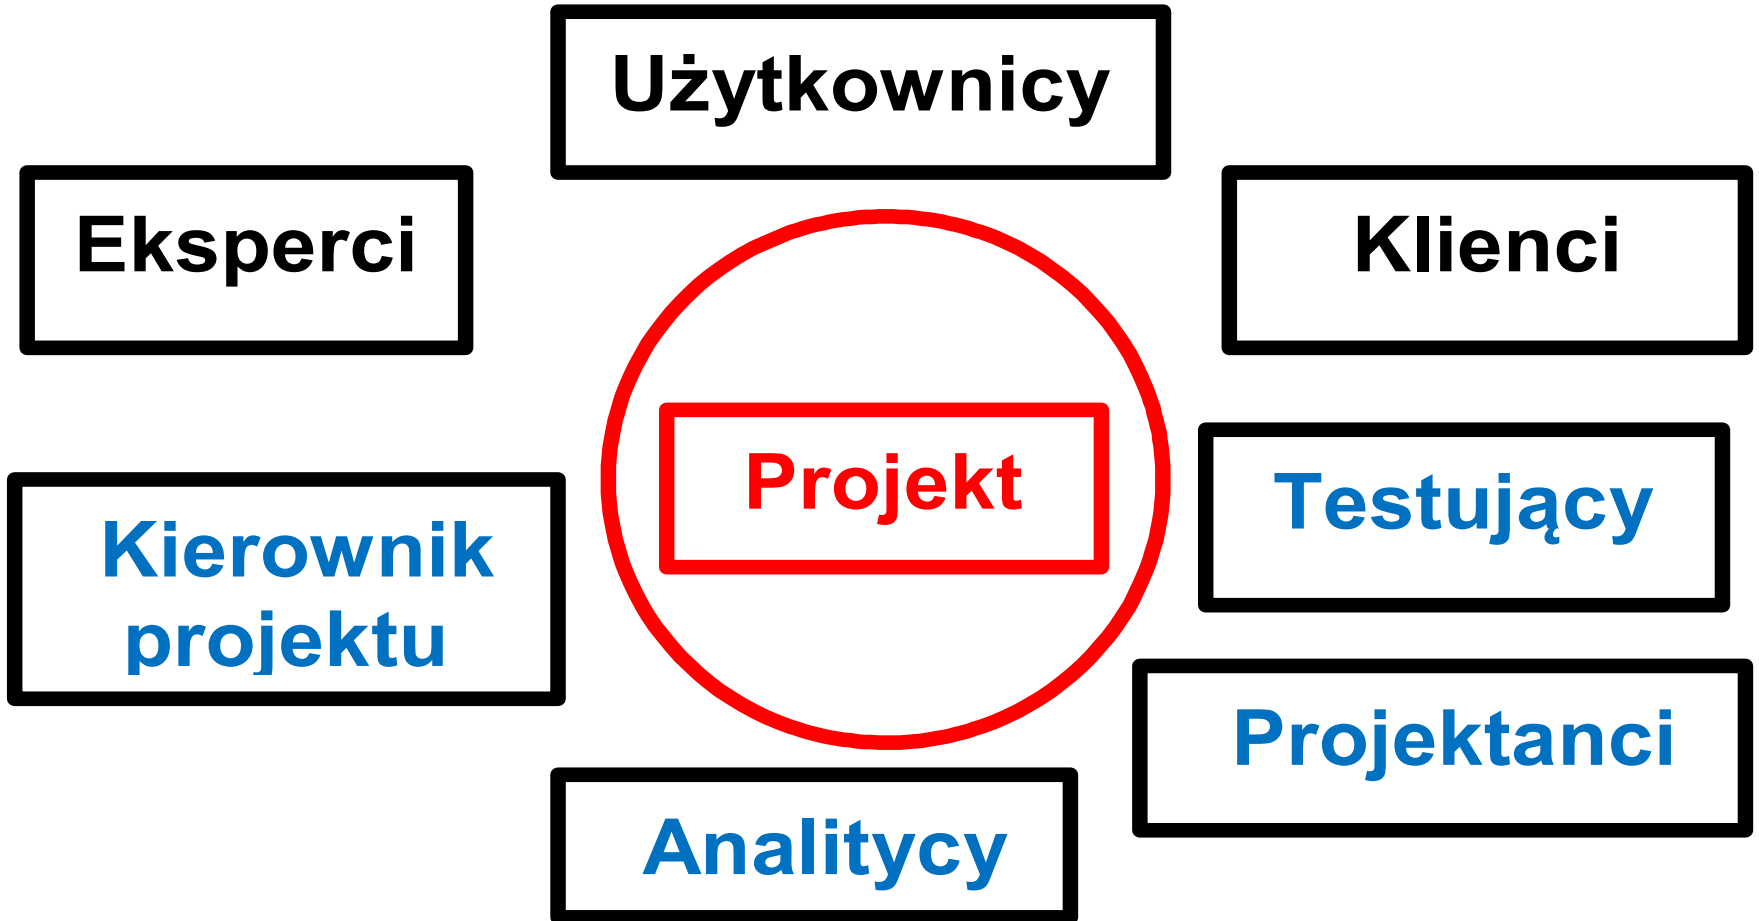 Użytkownicy
Eksperci
Klienci
Projekt
Testujący
Kierownik
projektu
Projektanci
Analitycy